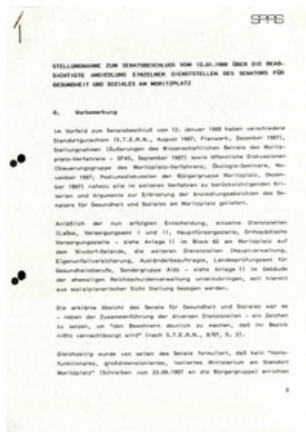 1
SPAS
STELLUNGNAHME ZUM SENATSBESCHLUSS VOM 12.01.1988 ÜBER DIE BEAB-
SICHTIGTE ANSIEDLUNG EINZELNER DIENSTSTELLEN DES SENATORS FÜR
GESUNDHEIT UND SOZIALES AM MORITZPLATZ
0. Vorbemerkung
Im Vorfeld zum Senatsbeschluß vom 12. Januar 1988 haben verschiedene
Standortgutachten (S.T.E.R.N., August 1987; Planwerk, Dezember 1987),
Stellungnahmen (Äußerungen des Wissenschaftlichen Beirats des Moritz-
platz-Verfahrens - SPAS, Dezember 1987) sowie öffentliche Diskussionen
(Steuerungsgruppe des Moritzplatz-Verfahrens; Ökologie-Seminare, No-
vember 1987; Podiumsdiskussion der Bürgergruppe Moritzplatz, Dezem-
ber 1987) nahezu alle im weiteren Verfahren zu berücksichtigenden Kri-
terien und Argumente zur Erörterung der Ansiedlungsabsichten des Se-
nators für Gesundheit und Soziales am Moritzplatz geliefert.
Anläßlich der nun erfolgten Entscheidung, einzelne Dienststellen
(LaSoz, Versorgungsamt I und II, Hauptfürsorgestelle, Orthopädische
Versorgungsstelle - siehe Anlage 1) im Block 60 am Moritzplatz auf
dem Gelände, die weiteren Dienststellen (Hausverwaltung,
Eigenunfallversicherung, Ausländerbeauftragte, Landesprüfungsamt für
Gesundheitsberufe, Sondergruppe Aids - siehe Anlage 1) im Gebäude
der ehemaligen Reichsschuldenverwaltung unterzubringen, soll hiermit
aus sozialplanerischer Sicht Stellung bezogen werden.
Die erklärte Absicht des Senats für Gesundheit und Soziales war es
- neben der Zusammenführung der diversen Dienststellen - ein Zeichen
zu setzen, um "den Bewohnern deutlich zu machen, daß ihr Bezirk
nicht vernachlässigt wird" (nach S.T.E.R.N., 8/87, S. 2).
Gleichzeitig wurde von seiten des Senats formuliert, daß kein "mono-
funktionales, großdimensioniertes, isoliertes Ministerium am Standort
Moritzplatz" (Schreiben vom 23.09.1987 an die Bürgergruppe) errichtet
2